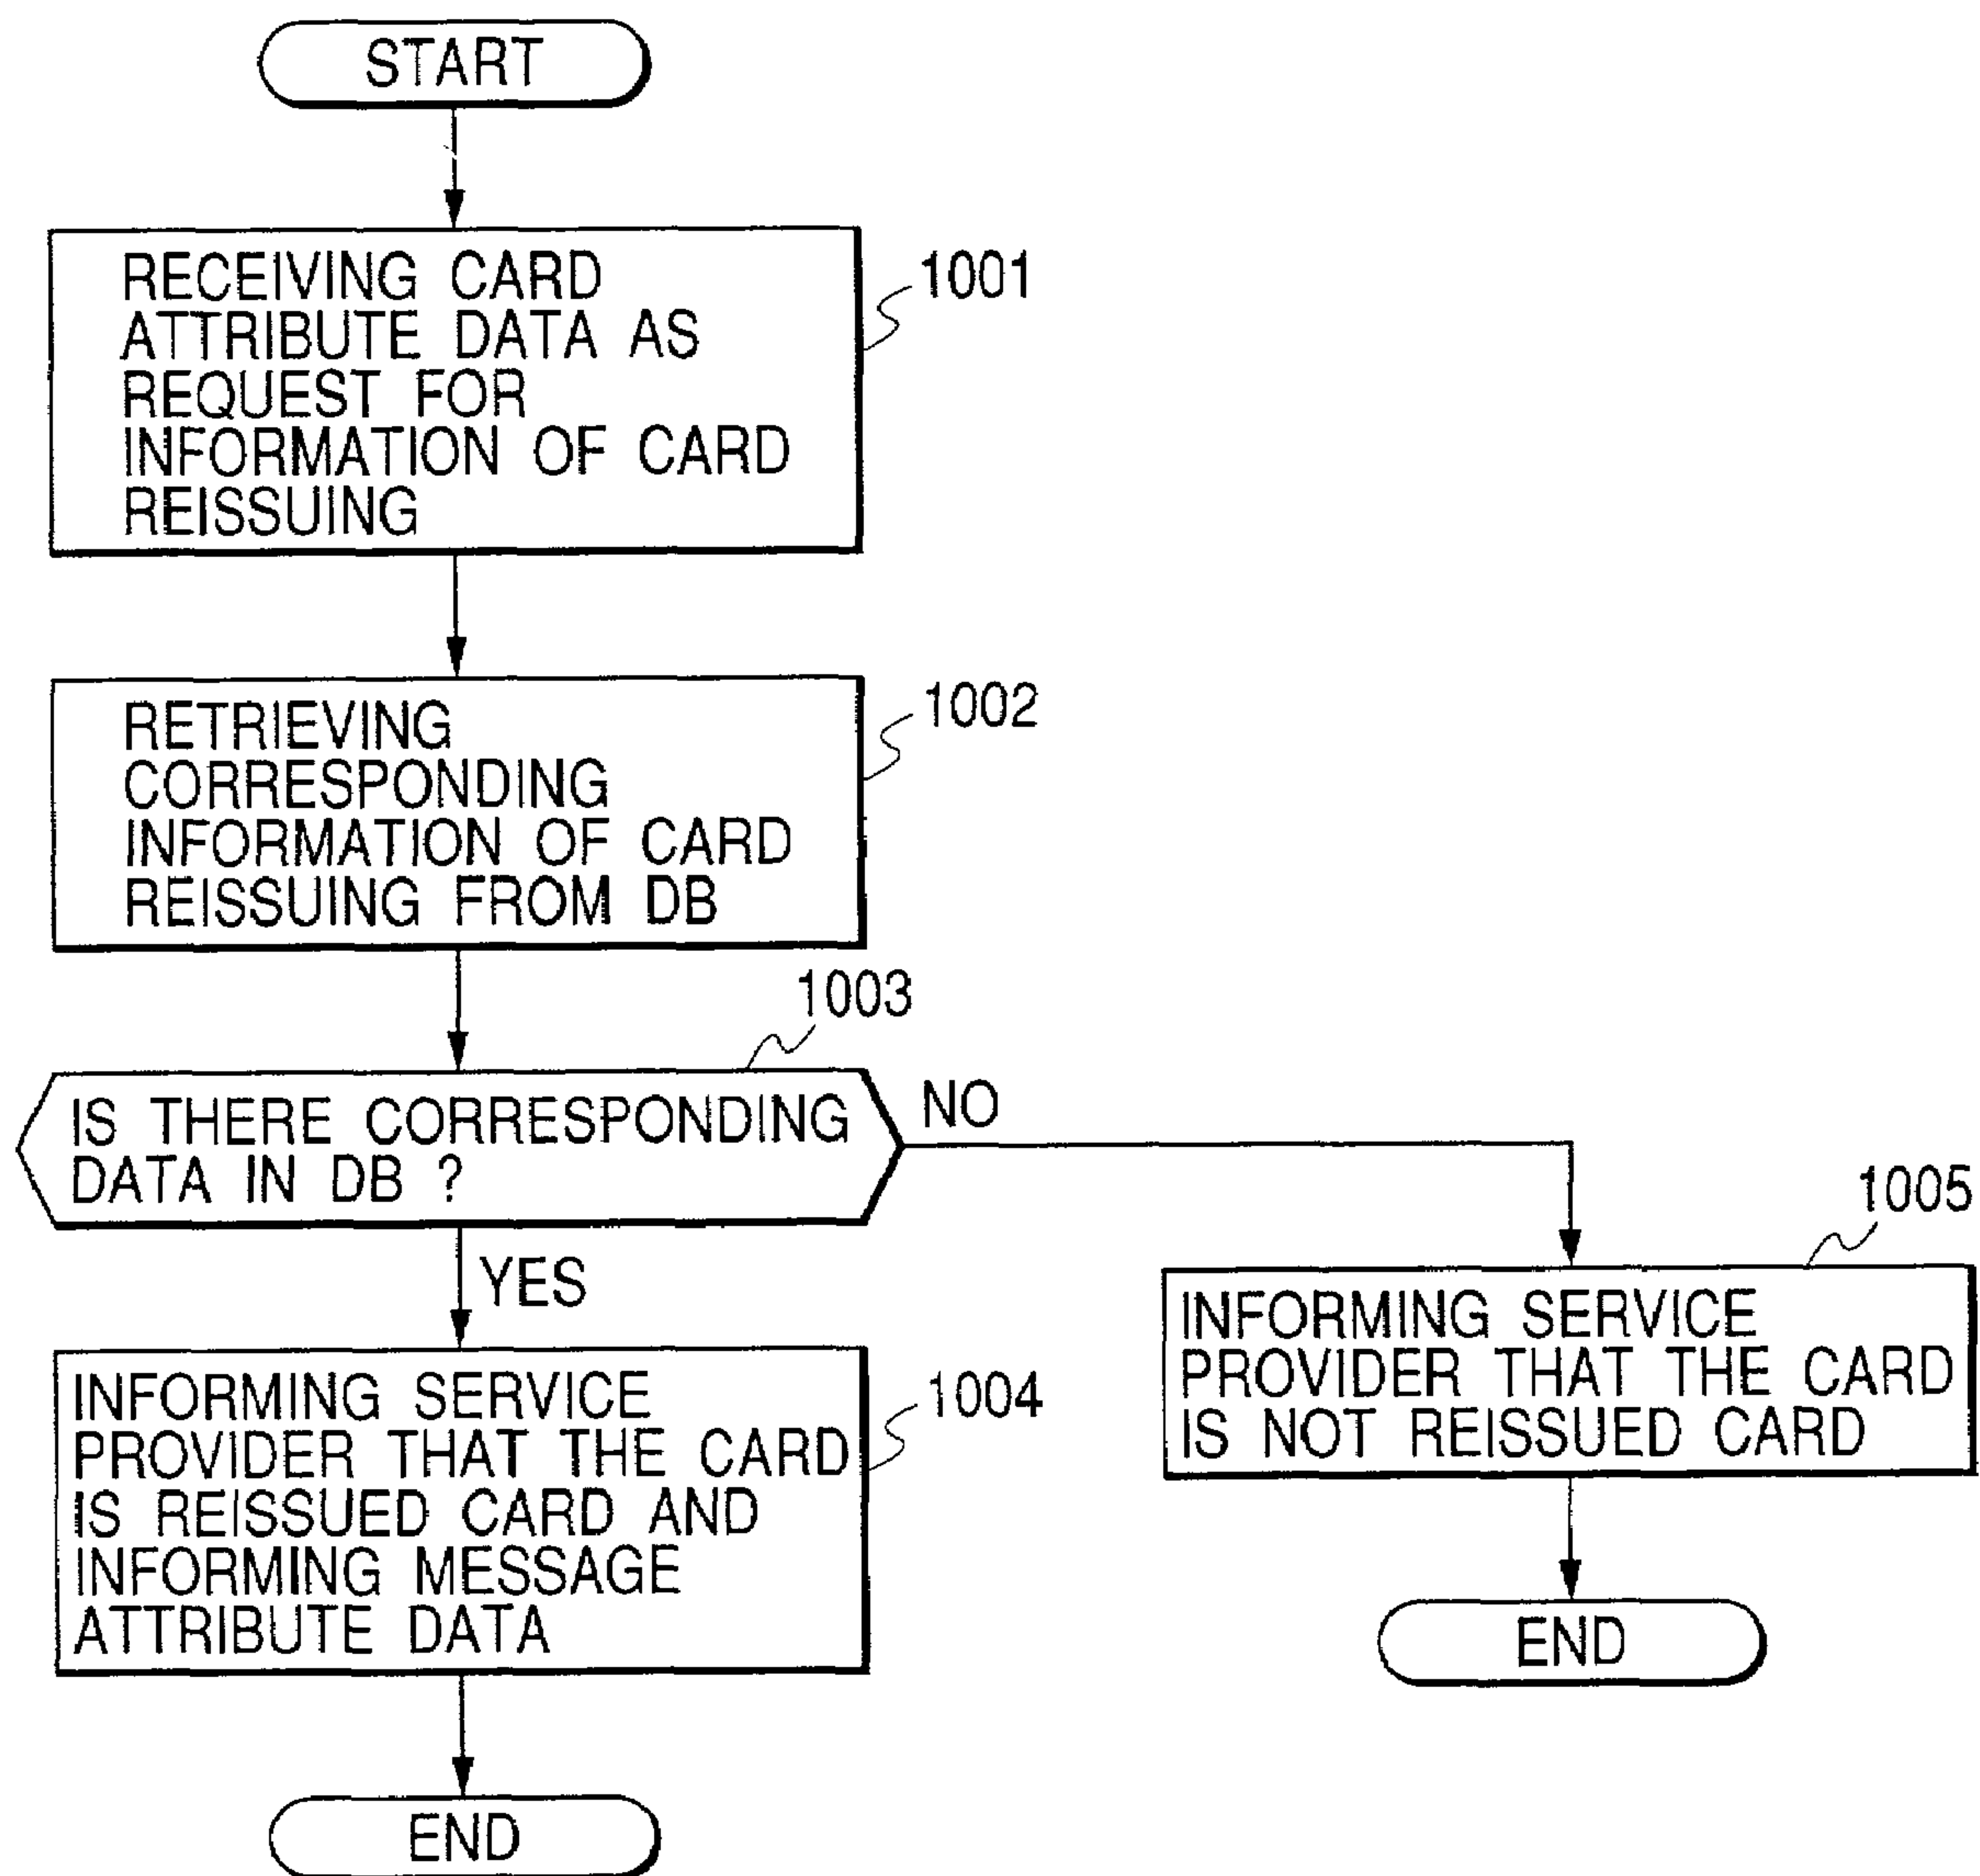 START
RECEIVING CARD
ATTRIBUTE DATA AS
REQUEST FOR
INFORMATION OF CARD
REISSUING
1001
RETRIEVING
CORRESPONDING
INFORMATION OF CARD
REISSUING FROM DB
1002
1003
IS THERE CORRESPONDING
DATA IN DB ?
NO
YES
1005
INFORMING SERVICE
PROVIDER THAT THE CARD
IS NOT REISSUED CARD
END
INFORMING SERVICE
PROVIDER THAT THE CARD
IS REISSUED CARD AND
INFORMING MESSAGE
ATTRIBUTE DATA
1004
END